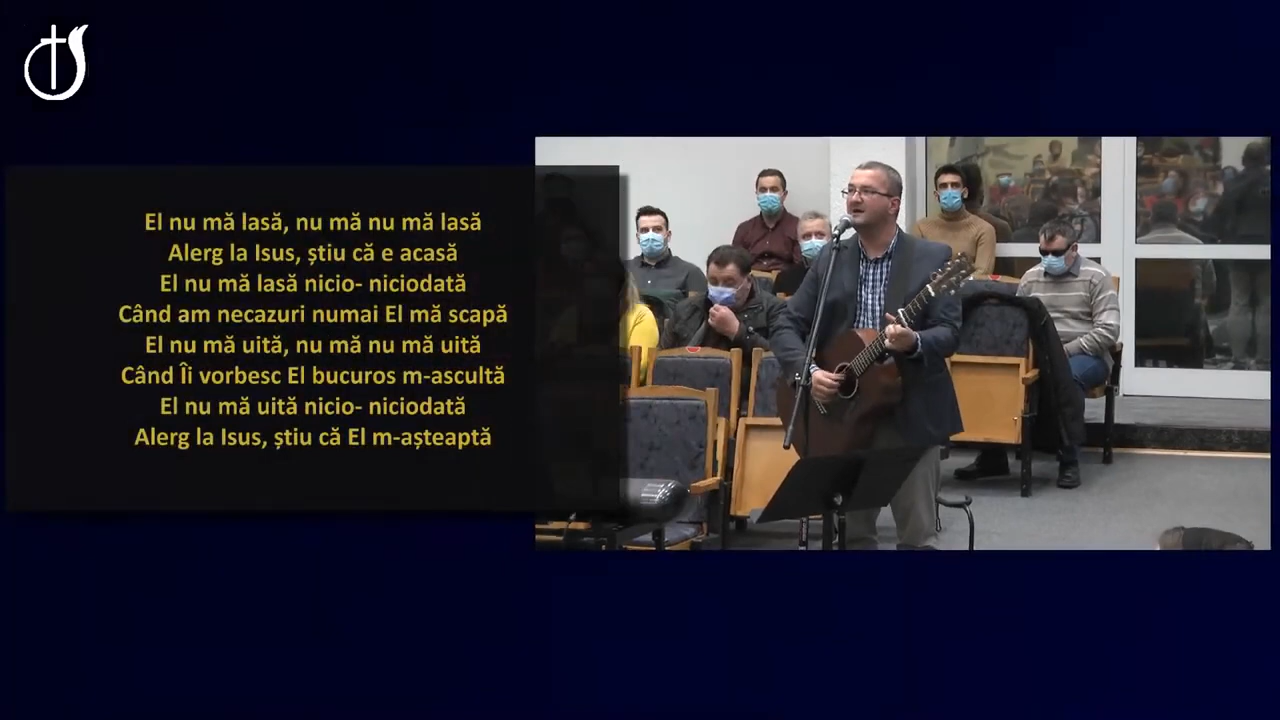 El nu mă lasă, nu mă nu mă lasă
Alerg la Isus, știu că e acasă
El nu mă lasă nicio- niciodată
Când am necazuri numai El mă scapă
El nu mă uită, nu mă nu mă uită
Când Îi vorbesc El bucuros m-ascultă
El nu mă uită nicio- niciodată
Alerg la Isus, știu că El m-așteaptă